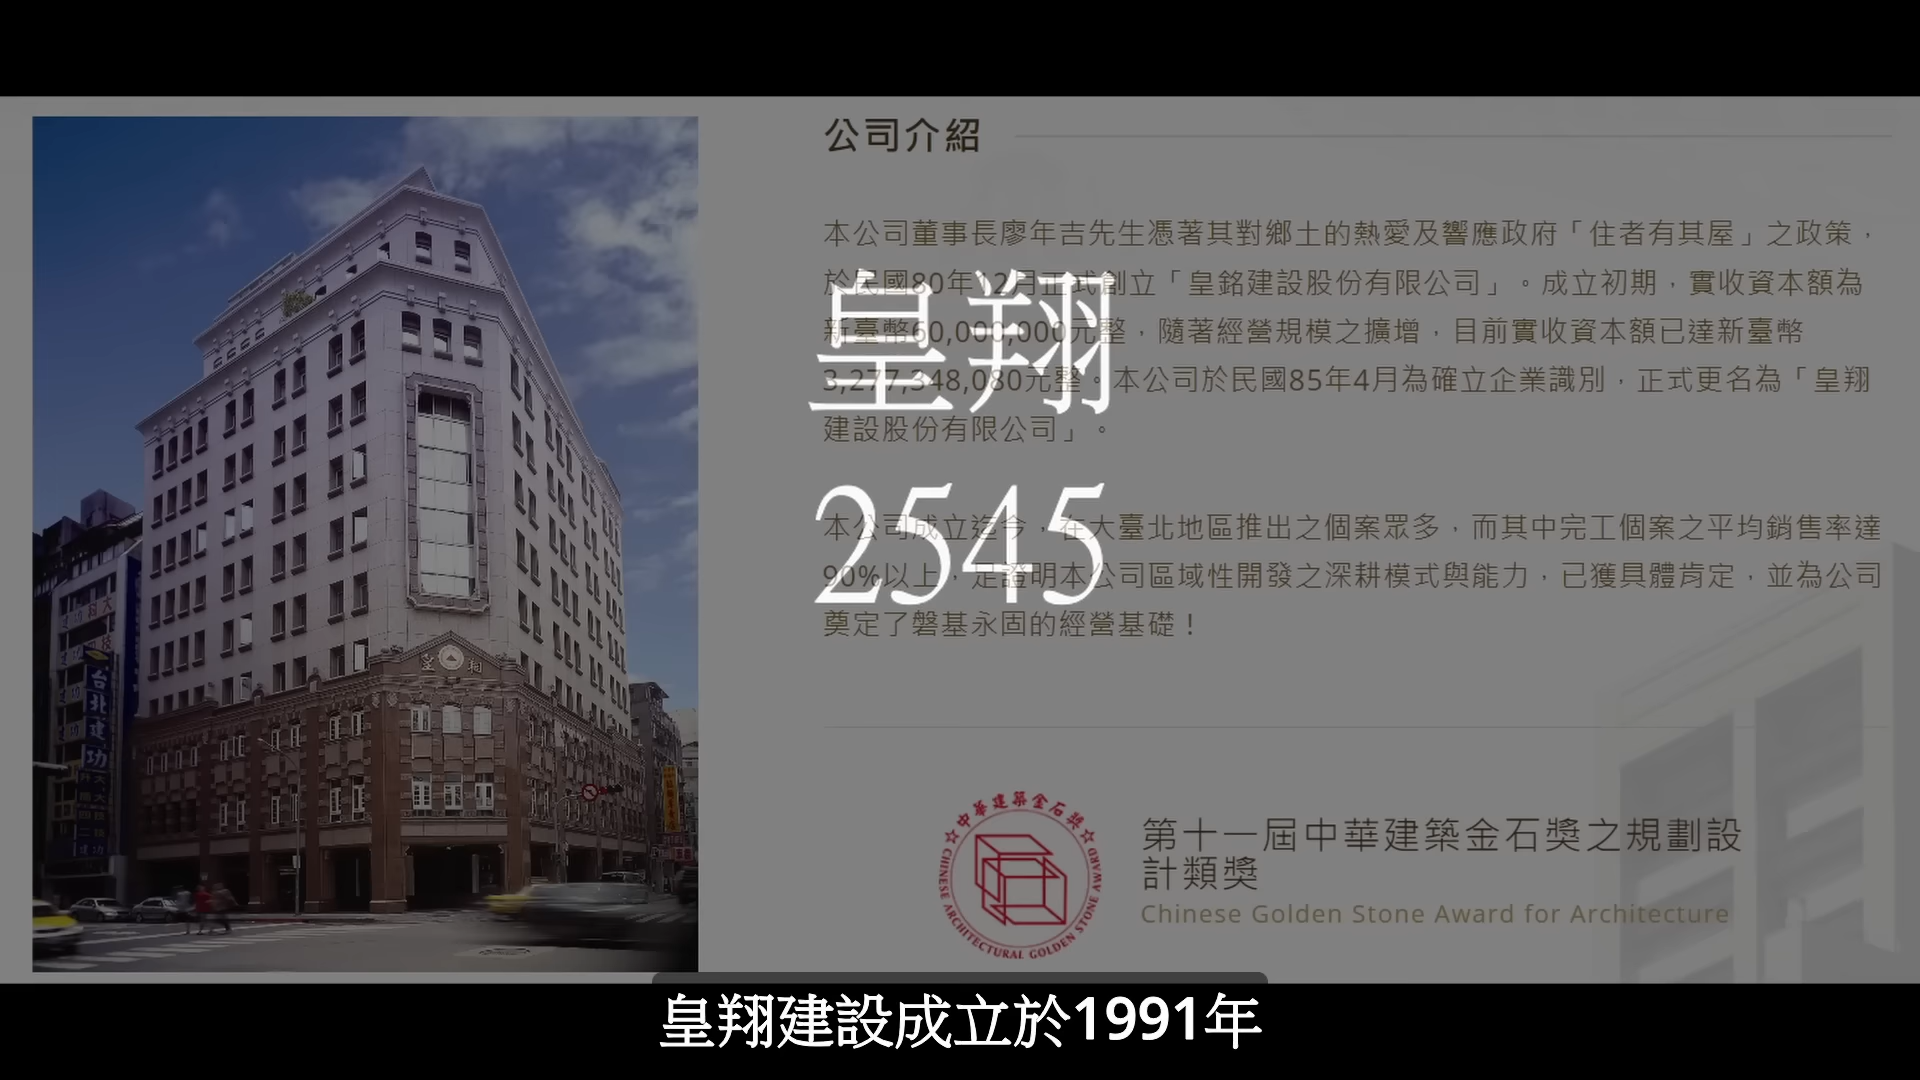 公司介紹
本公司董事長廖年吉先生憑著其對鄉土的熱愛及響應政府「住者有其屋」之政策，
於民國80年12月正式創立「皇銘建設股份有限公司」。成立初期，實收資本額為
新臺幣60,000,000元整，隨著經營規模之擴增，目前實收資本額已達新臺幣
3,277,348,080元整。本公司於民國85年4月為確立企業識別，正式更名為「皇翔
建設股份有限公司」。
皇翔
2545
本公司成立迄今，在大臺北地區推出之個案眾多，而其中完工個案之平均銷售率達
90%以上，足證明本公司區域性開發之深耕模式與能力，已獲具體肯定，並為公司
奠定了磐基永固的經營基礎！
皇翔
台北建功
中華建築金石獎
CHINESE ARCHITECTURAL GOLDEN STONE AWARD
第十一屆中華建築金石獎之規劃設
計類獎
Chinese Golden Stone Award for Architecture
皇翔建設成立於1991年